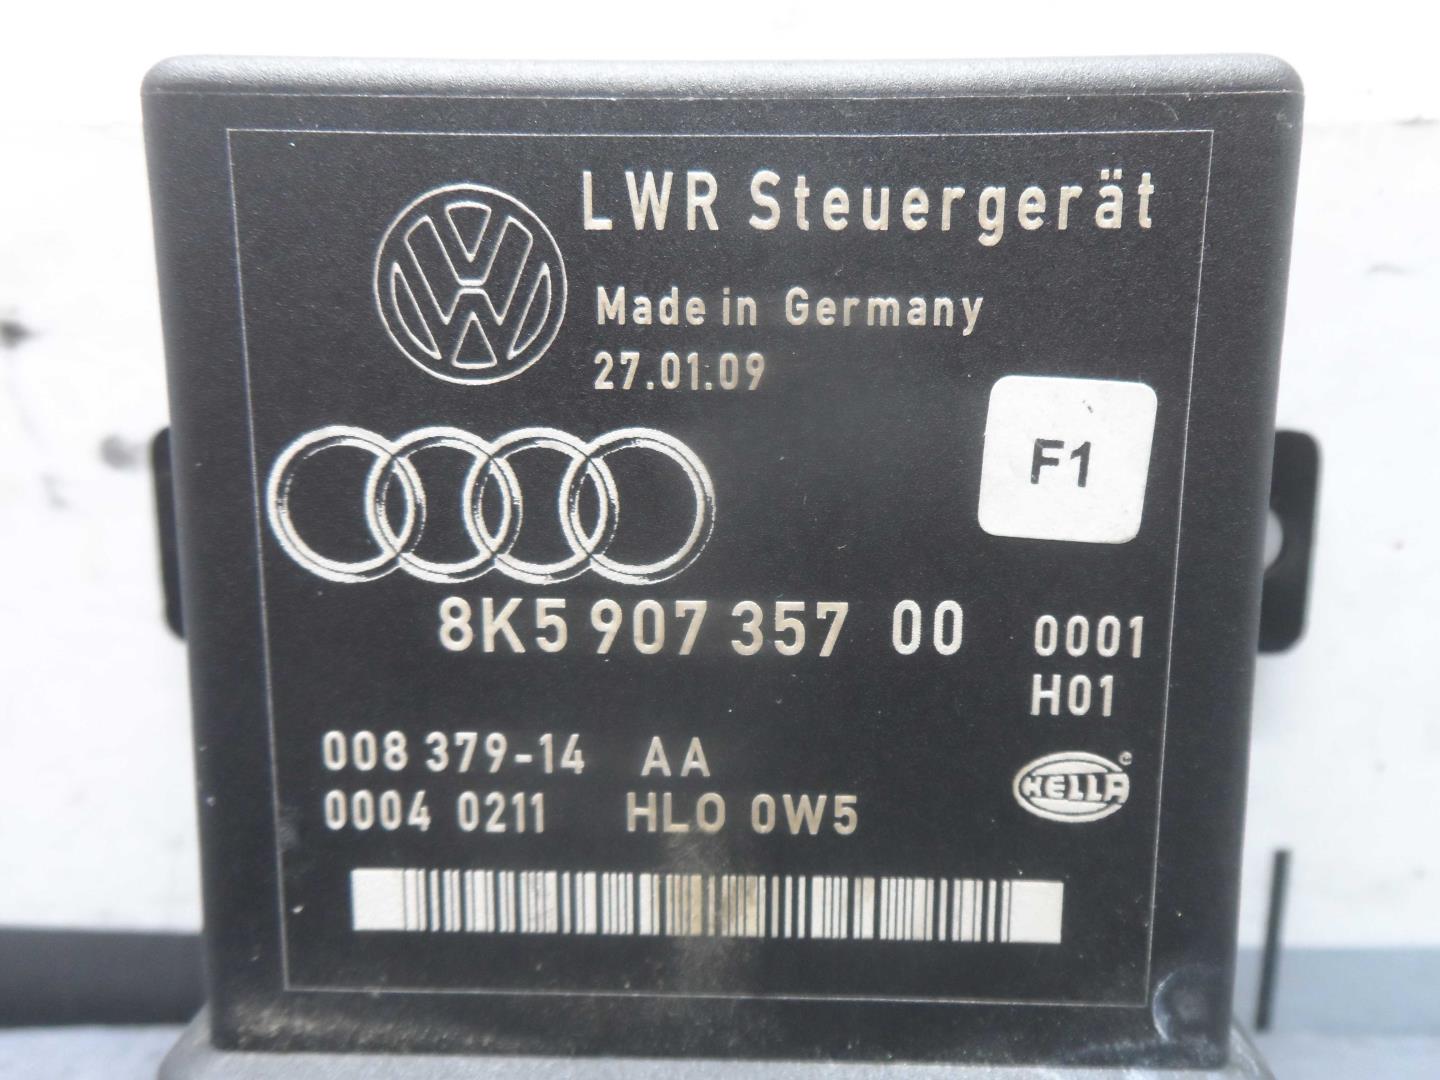 LWR Steuergerät
Made in Germany
27.01.09
F1
8K5 907 357 00 0001
H01
008 379-14 AA
0004 0211 HLO 0W5
HELLA